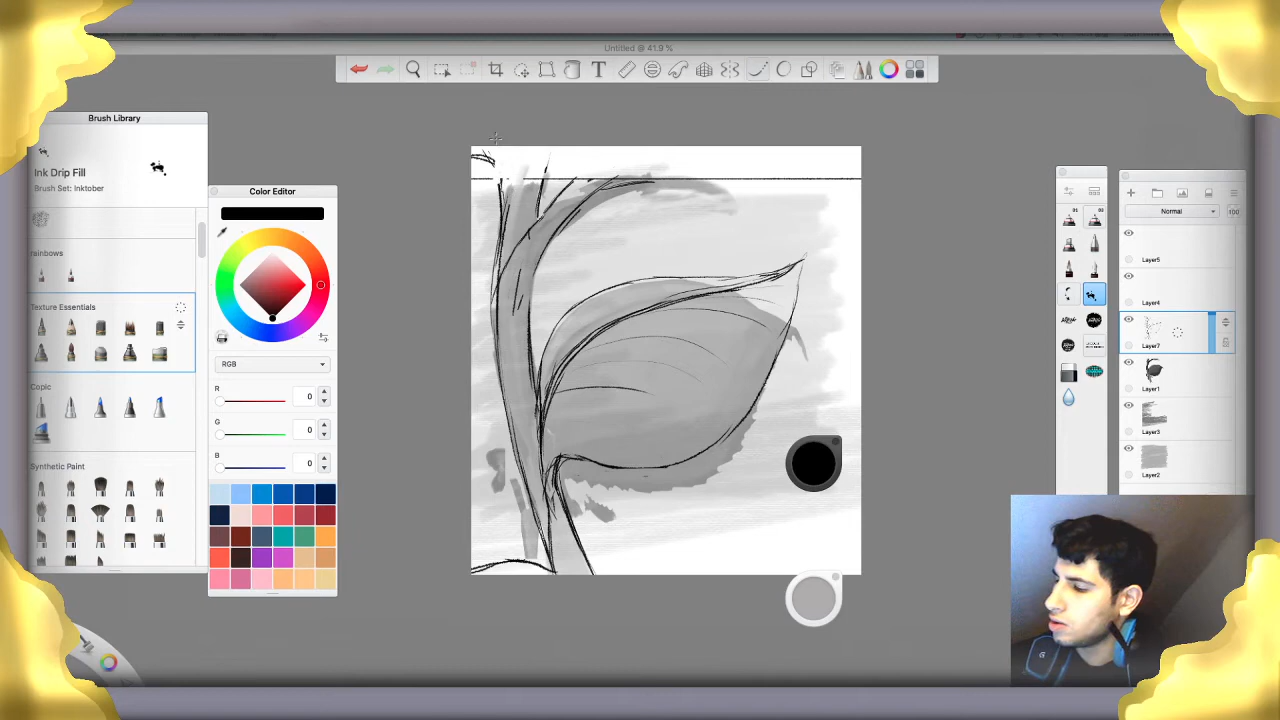 Untitled @ 41.9 %
T
Brush Library
Ink Drip Fill
Brush Set: Inktober
rainbows
Texture Essentials
Copic
Synthetic Paint
Color Editor
RGB
R 0
G 0
B 0
Normal
100
Layer5
Layer4
Layer7
Layer1
Layer3
Layer2